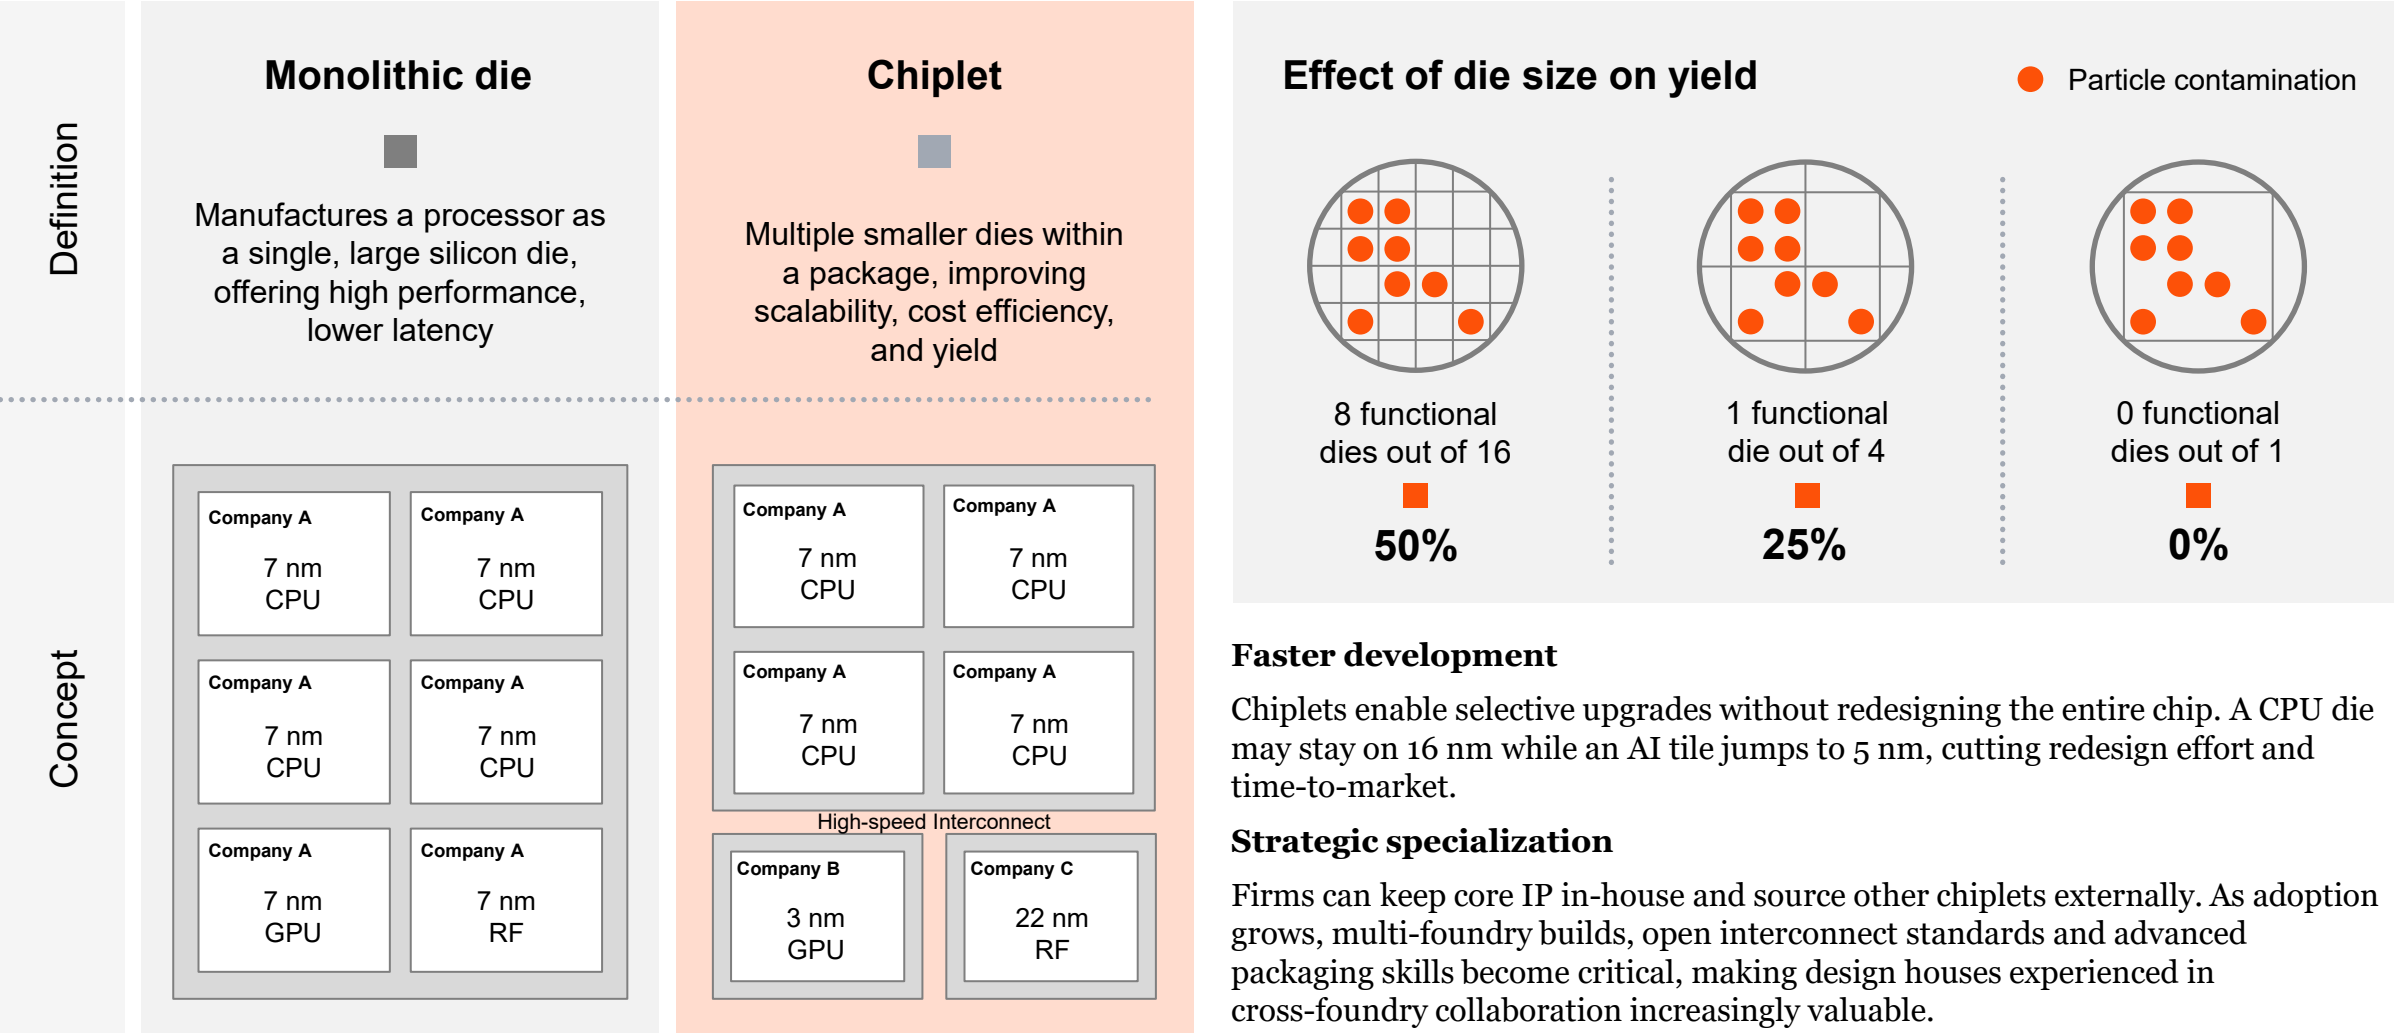 Definition
Concept
Monolithic die
Manufactures a processor as
a single, large silicon die,
offering high performance,
lower latency
Company A
7 nm
CPU
Company A
7 nm
CPU
Company A
7 nm
CPU
Company A
7 nm
CPU
Company A
7 nm
GPU
Company A
7 nm
RF
Chiplet
Multiple smaller dies within
a package, improving
scalability, cost efficiency,
and yield
Company A
7 nm
CPU
Company A
7 nm
CPU
Company A
7 nm
CPU
Company A
7 nm
CPU
High-speed Interconnect
Company B
3 nm
GPU
Company C
22 nm
RF
Effect of die size on yield
Particle contamination
8 functional
dies out of 16
50%
1 functional
die out of 4
25%
0 functional
dies out of 1
0%
Faster development
Chiplets enable selective upgrades without redesigning the entire chip. A CPU die
may stay on 16 nm while an AI tile jumps to 5 nm, cutting redesign effort and
time-to-market.
Strategic specialization
Firms can keep core IP in-house and source other chiplets externally. As adoption
grows, multi-foundry builds, open interconnect standards and advanced
packaging skills become critical, making design houses experienced in
cross-foundry collaboration increasingly valuable.